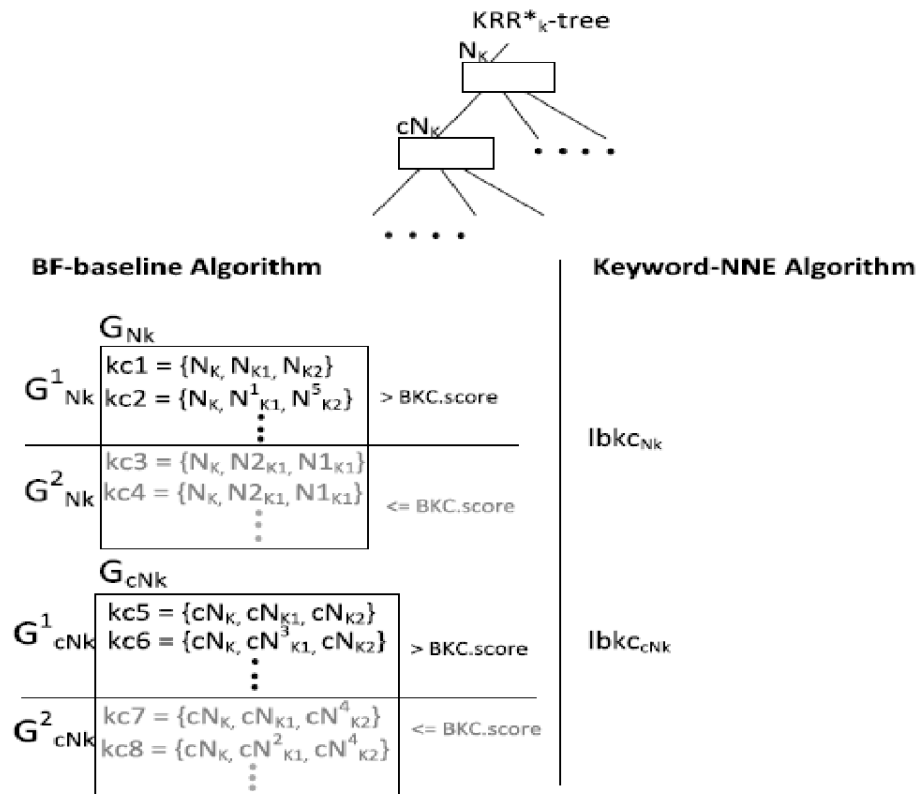 KRR*k-tree
NK
cNK
BF-baseline Algorithm
Keyword-NNE Algorithm
GNk
G1Nk
kc1 = {NK, NK1, NK2}
kc2 = {NK, N1K1, N5K2}
> BKC.score
lbkcNk
G2Nk
kc3 = {NK, N2K1, N1K1}
kc4 = {NK, N2K1, N1K1}
<= BKC.score
GcNk
G1cNk
kc5 = {cNK, cNK1, cNK2}
kc6 = {cNK, cN3K1, cNK2}
> BKC.score
lbkccNk
G2cNk
kc7 = {cNK, cNK1, cN4K2}
kc8 = {cNK, cN2K1, cN4K2}
<= BKC.score